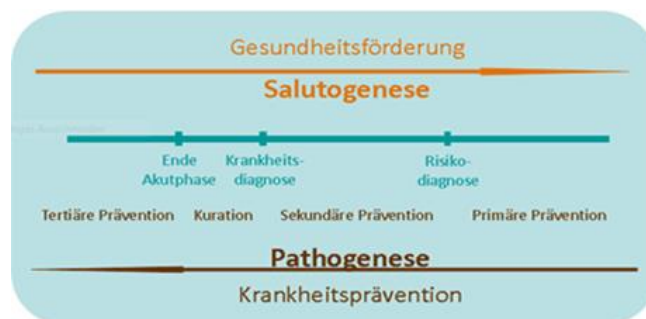 Gesundheitsförderung
Salutogenese
Ende Akutphase
Krankheits-
diagnose
Risiko-
diagnose
Tertiäre Prävention Kuration Sekundäre Prävention Primäre Prävention
Pathogenese
Krankheitsprävention